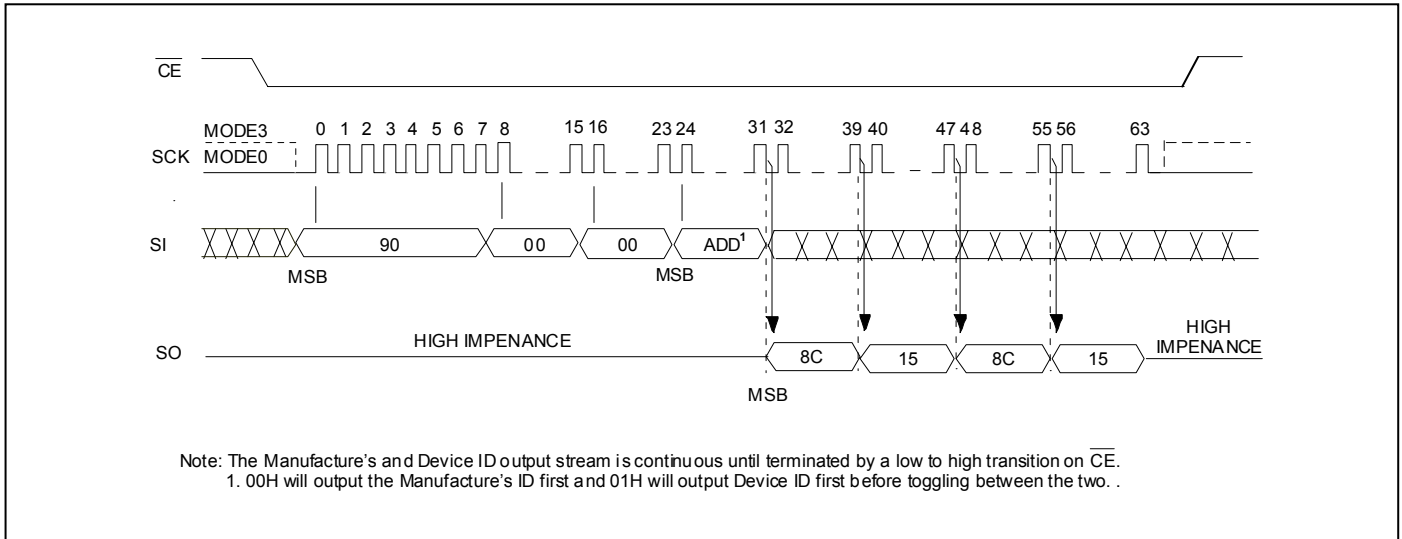 CE
MODE3
0 1 2 3 4 5 6 7 8 15 16 23 24 31 32 39 40 47 48 55 56 63
SCK MODE0
SI 90 00 00 ADD1
MSB MSB
HIGH IMPENANCE
HIGH IMPENANCE
SO 8C 15 8C 15
MSB
Note: The Manufacture's and Device ID output stream is continuous until terminated by a low to high transition on CE.
1. 00H will output the Manufacture's ID first and 01H will output Device ID first before toggling between the two. .